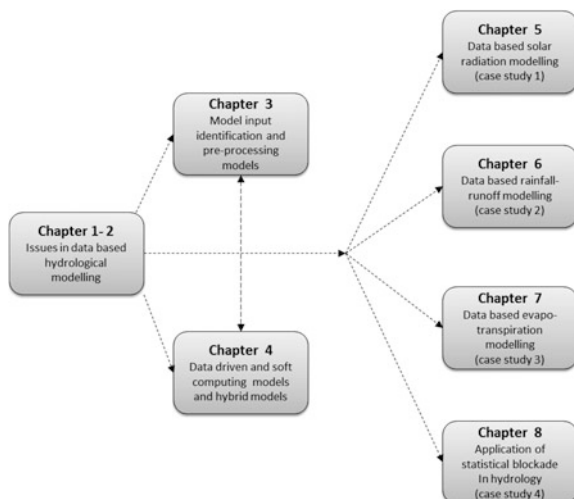 Chapter 1- 2
Issues in data based
hydrological
modelling
Chapter 3
Model input
identification and
pre-processing
models
Chapter 4
Data driven and soft
computing models
and hybrid models
Chapter 5
Data based solar
radiation modelling
(case study 1)
Chapter 6
Data based rainfall-
runoff modelling
(case study 2)
Chapter 7
Data based evapo-
transpiration
modelling
(case study 3)
Chapter 8
Application of
statistical blockade
In hydrology
(case study 4)